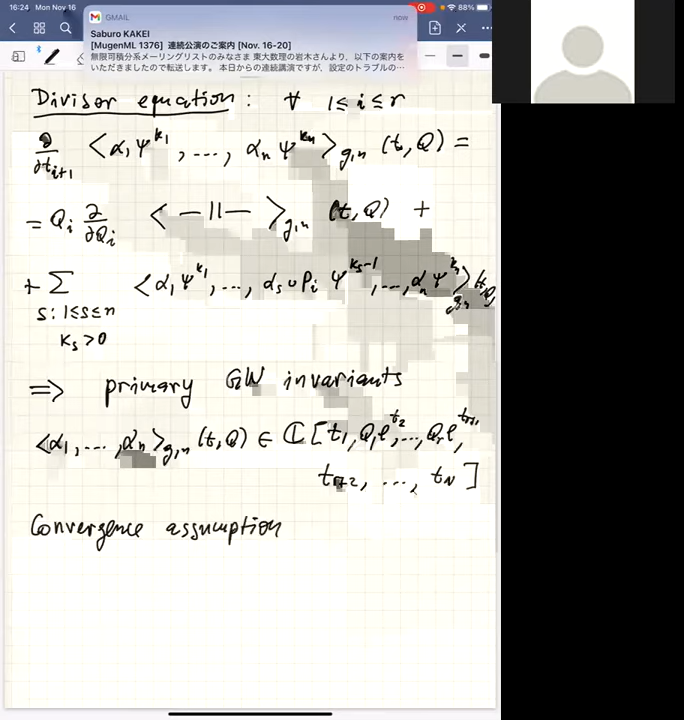 16:24 Mon Nov 16
88%
GMAIL
now
Saburo KAKEI
[MugenML 1376] 連続公演のご案内 [Nov. 16-20]
無限可積分系メーリングリストのみなさま 東大数理の岩木さんより、以下の案内を
いただきましたので転送します。 本日からの連続講演ですが、設定のトラブルの…
Divisor equation : ∀ 1≤i≤r
∂/∂t_{i+1} <α_1 ψ^{k_1}, ..., α_n ψ^{k_n}>_{g,n} (t,Q) =
= Q_i ∂/∂Q_i < —||— >_{g,n} (t,Q) +
+ Σ <α_1 ψ^{k_1}, ..., α_s ∪ P_i ψ^{k_s-1}, ..., α_n ψ^{k_n}>_{g,n} (t,Q)
s: 1≤s≤n
k_s > 0
⟹ primary GW invariants
<α_1, ..., α_n>_{g,n} (t,Q) ∈ ℂ[t_1, Q_1 e^{t_2}, ..., Q_r e^{t_{r+1}},
t_{r+2}, ..., t_N]
Convergence assumption